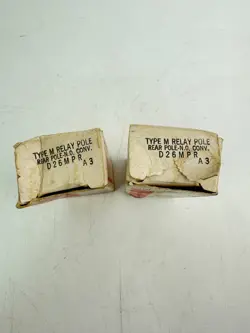 TYPE M RELAY POLE
REAR POLE-N.O. CONV.
D26MPR
A3
TYPE M RELAY POLE
REAR POLE-N.O. CONV.
D26MPR
A3